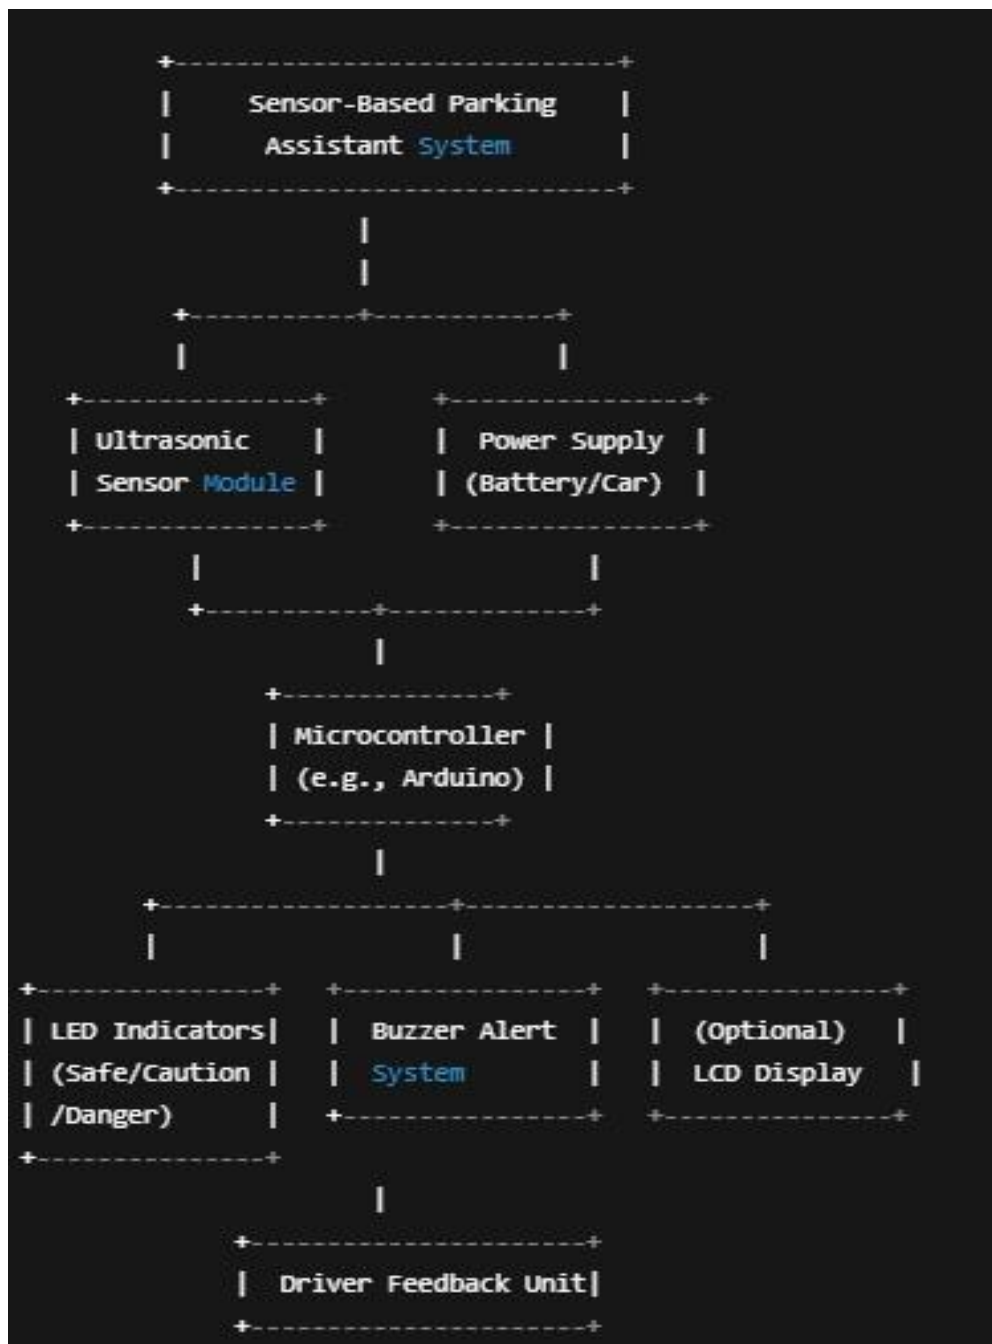 Sensor-Based Parking
Assistant System
Ultrasonic
Sensor Module
Power Supply
(Battery/Car)
Microcontroller
(e.g., Arduino)
LED Indicators
(Safe/Caution
/Danger)
Buzzer Alert
System
(Optional)
LCD Display
Driver Feedback Unit